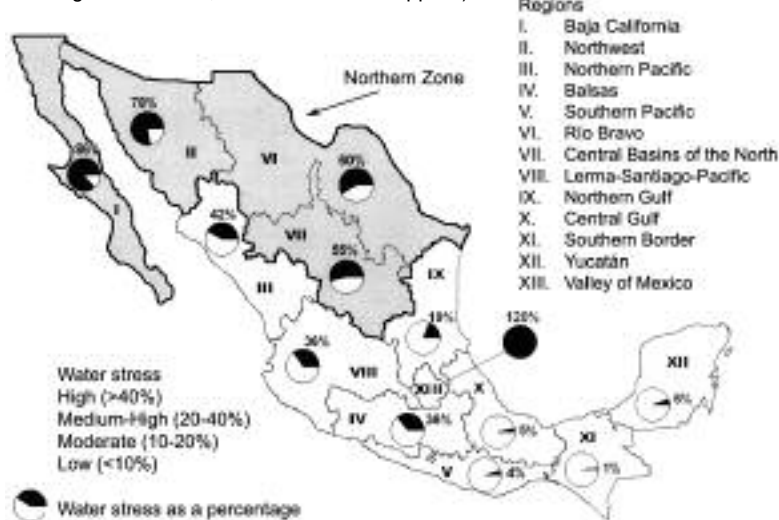 Regions
I. Baja California
II. Northwest
III. Northern Pacific
IV. Balsas
V. Southern Pacific
VI. Río Bravo
VII. Central Basins of the North
VIII. Lerma-Santiago-Pacific
IX. Northern Gulf
X. Central Gulf
XI. Southern Border
XII. Yucatán
XIII. Valley of Mexico
Northern Zone
II
VI
60%
I
42%
VII
55%
IX
III
19%
120%
36%
XII
VIII
XIII
X
6%
IV
XI
V
4%
1%
Water stress
High (>40%)
Medium-High (20-40%)
Moderate (10-20%)
Low (<10%)
Water stress as a percentage